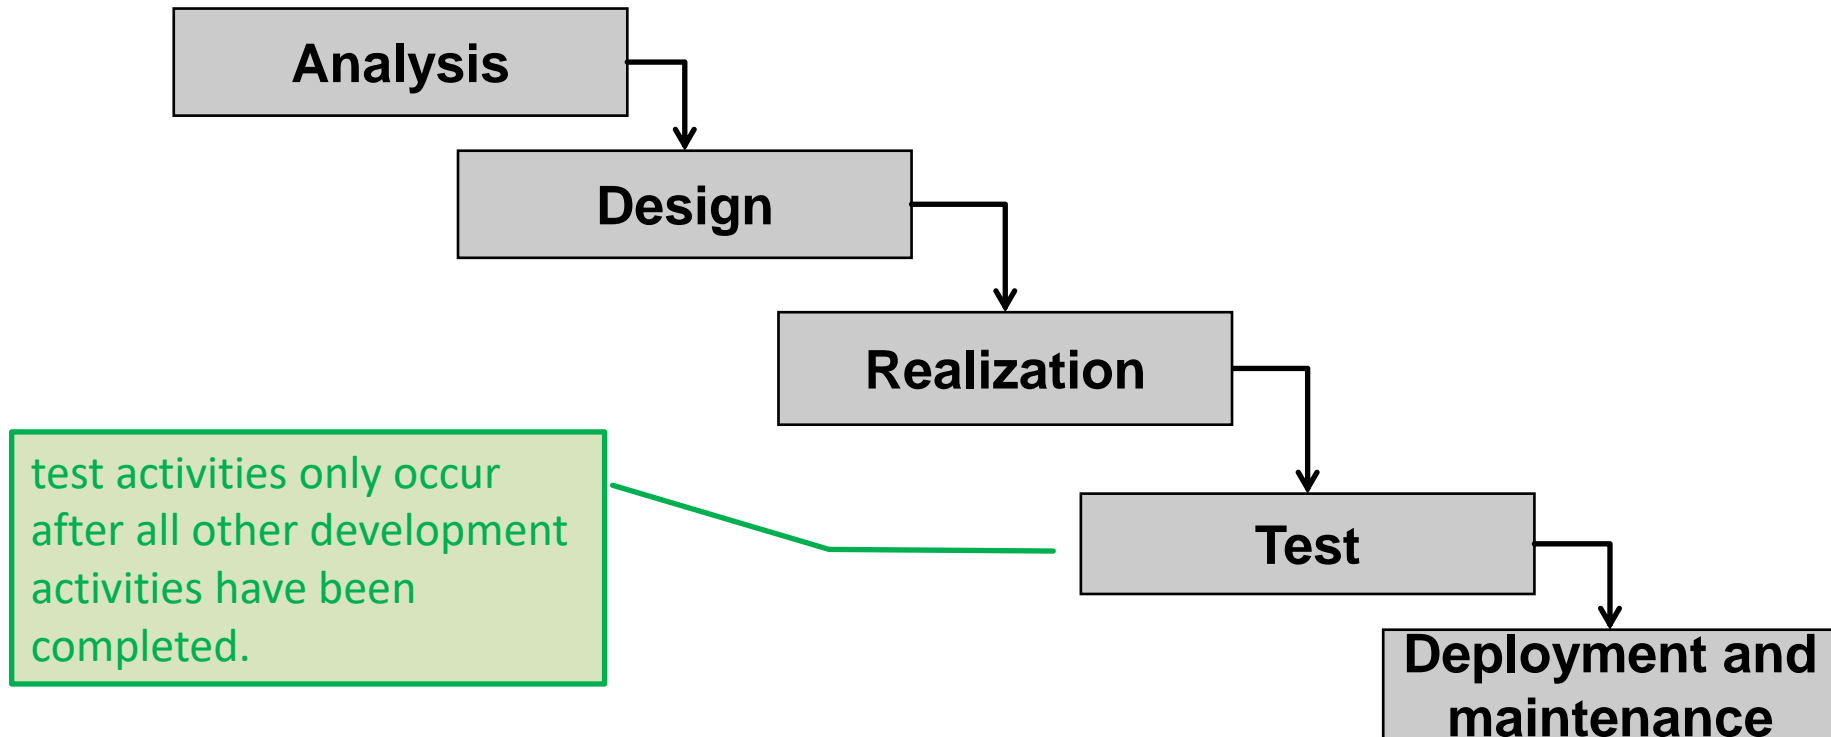 Analysis
Design
Realization
test activities only occur
after all other development
activities have been
completed.
Test
Deployment and
maintenance